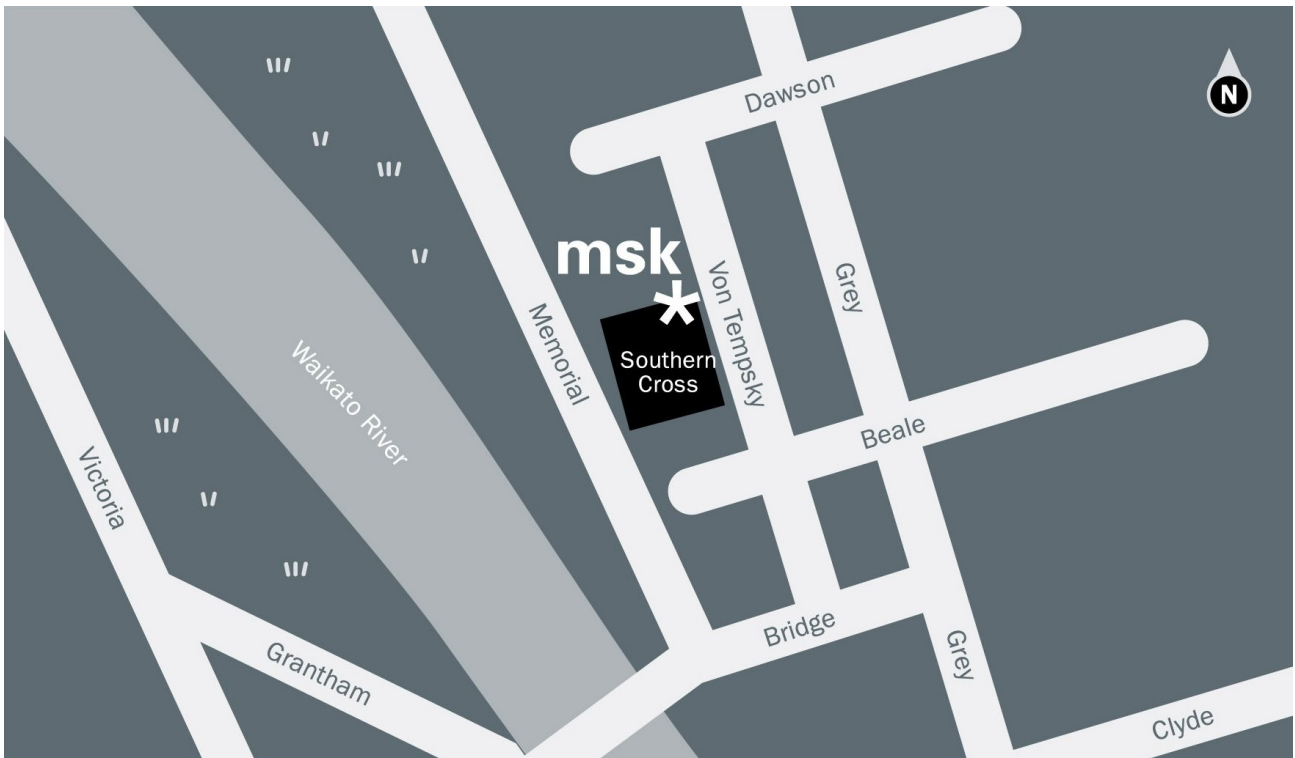 Dawson
N
msk
*
Southern
Cross
Von Tempsky
Grey
Memorial
Waikato River
Beale
Victoria
Bridge
Grantham
Grey
Clyde